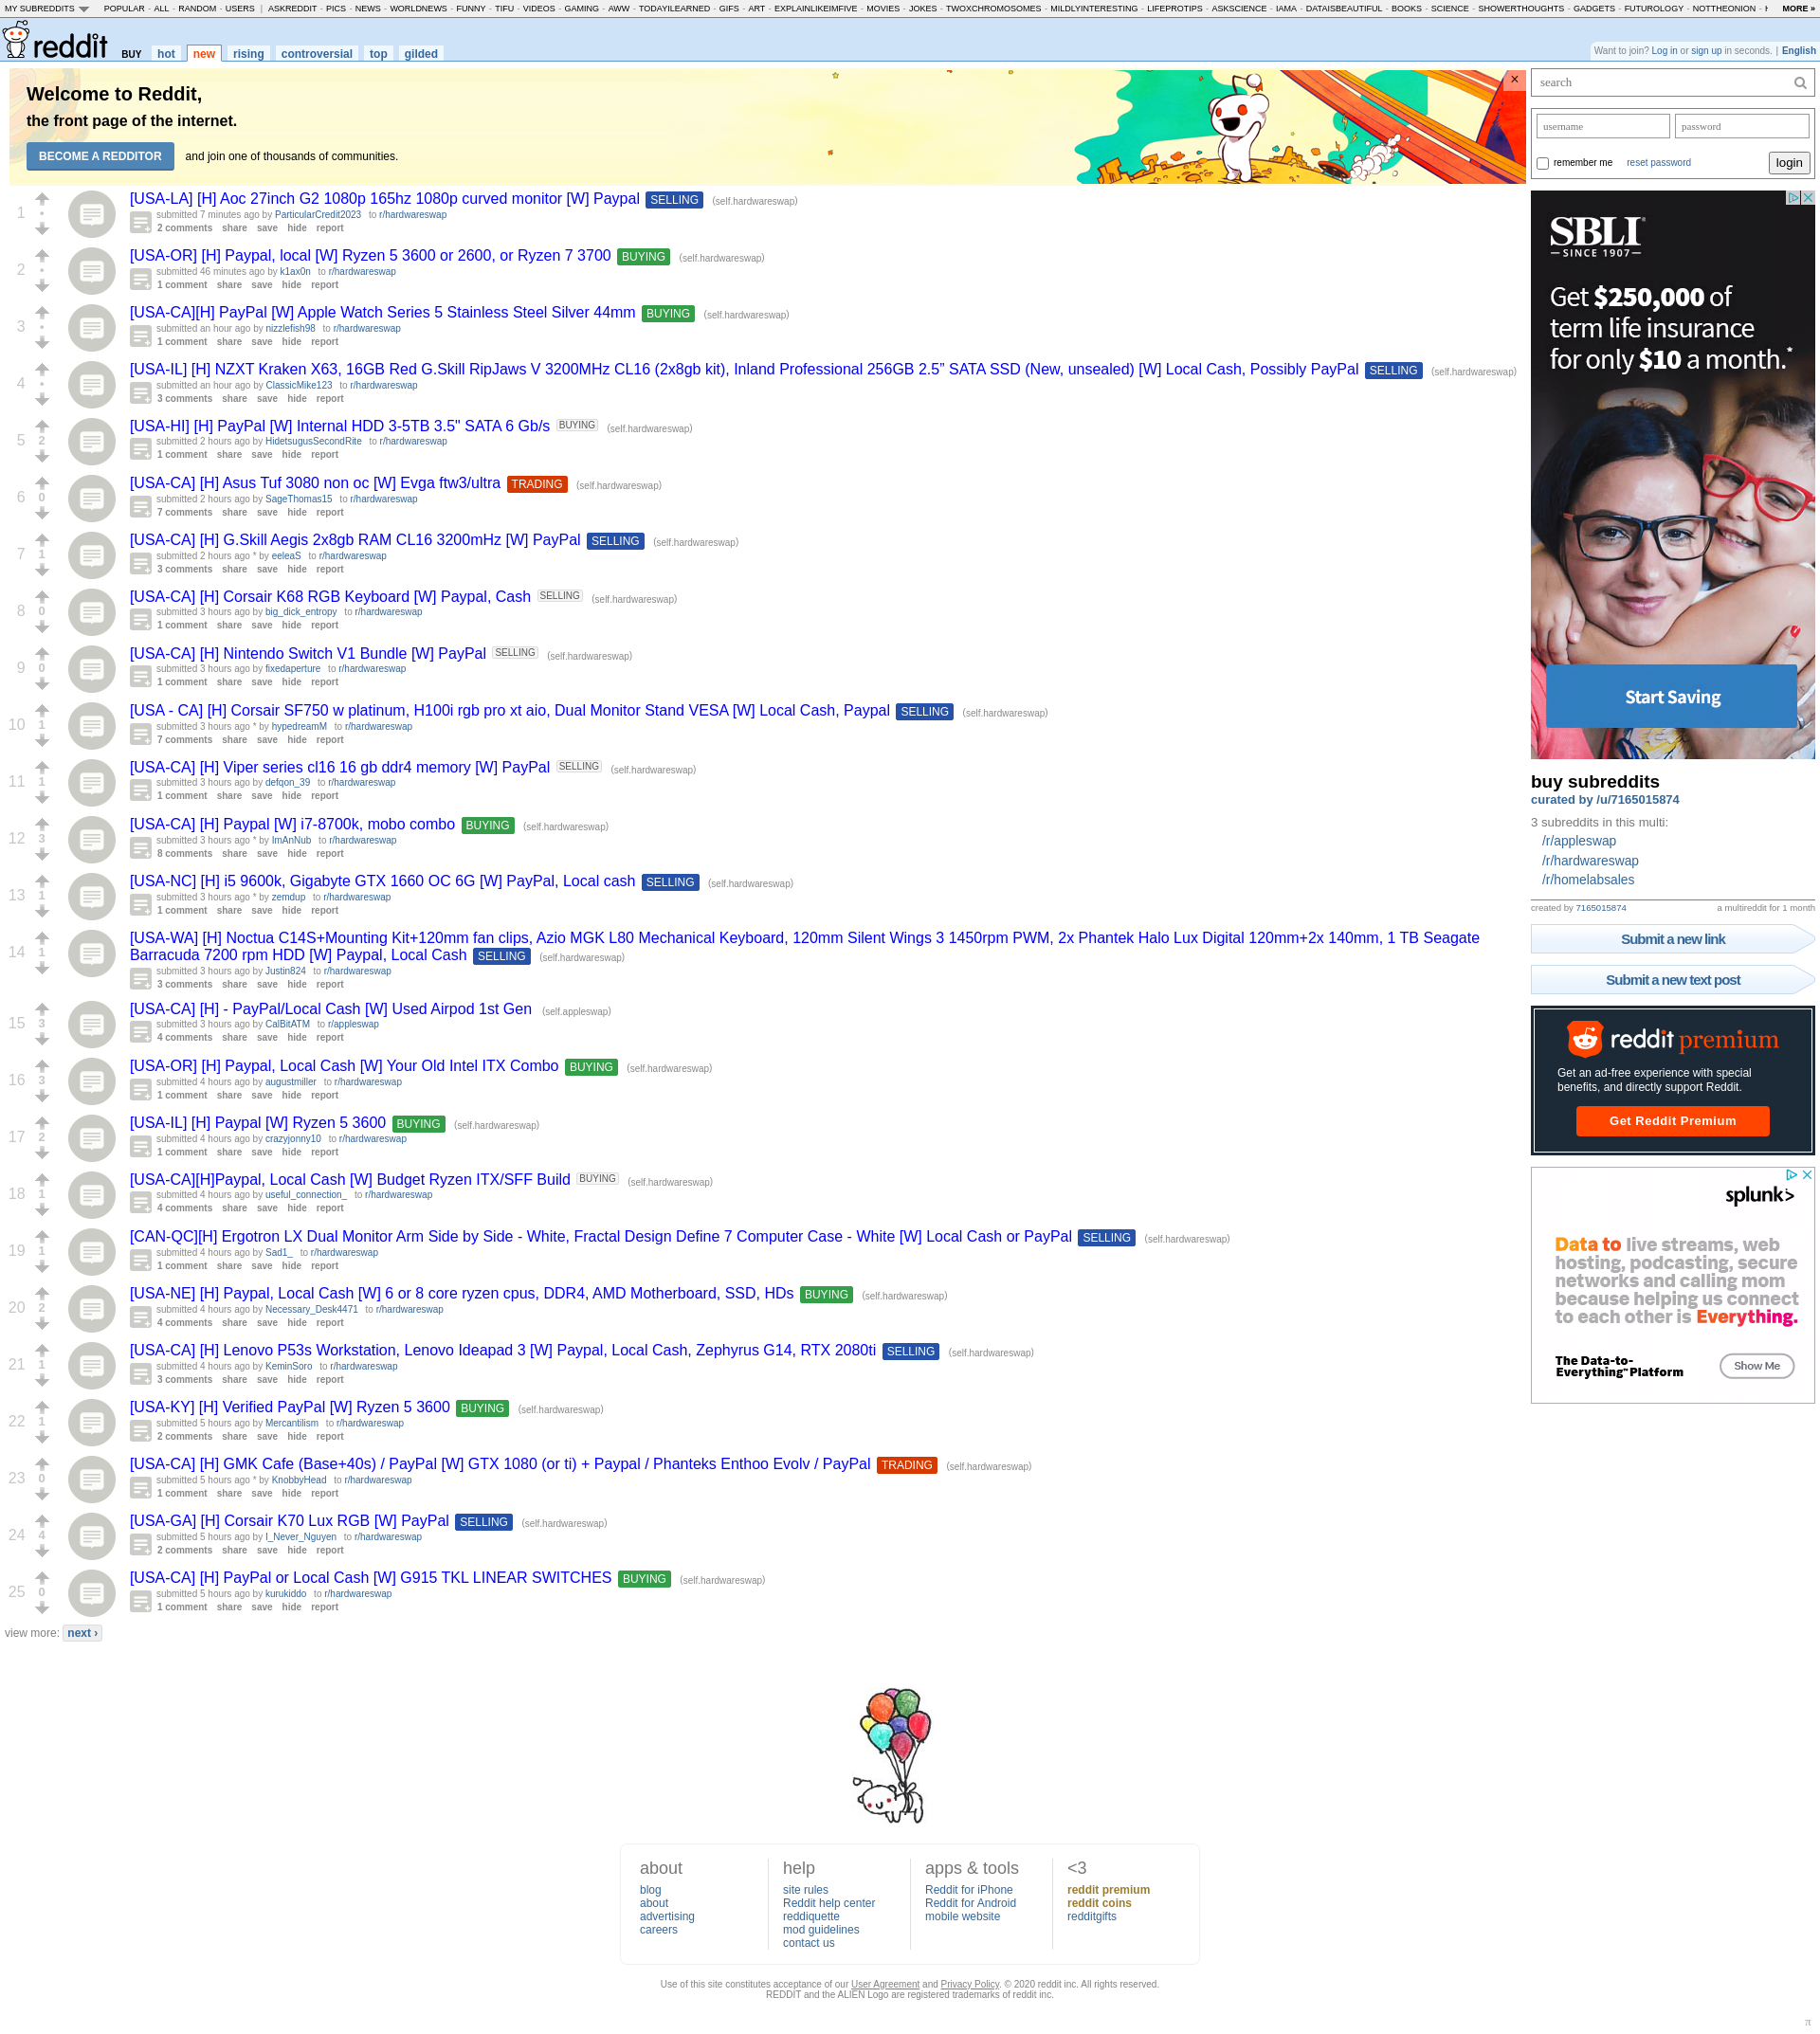 MY SUBREDDITS POPULAR - ALL - RANDOM - USERS | ASKREDDIT - PICS - NEWS - WORLDNEWS - FUNNY - TIFU - VIDEOS - GAMING - AWW - TODAYILEARNED - GIFS - ART - EXPLAINLIKEIMFIVE - MOVIES - JOKES - TWOXCHROMOSOMES - MILDLYINTERESTING - LIFEPROTIPS - ASKSCIENCE - IAMA - DATAISBEAUTIFUL - BOOKS - SCIENCE - SHOWERTHOUGHTS - GADGETS - FUTUROLOGY - NOTTHEONION - MORE »
reddit BUY hot new rising controversial top gilded
Want to join? Log in or sign up in seconds. | English
Welcome to Reddit,
the front page of the internet.
BECOME A REDDITOR and join one of thousands of communities.
×
1
[USA-LA] [H] Aoc 27inch G2 1080p 165hz 1080p curved monitor [W] Paypal SELLING (self.hardwareswap)
submitted 7 minutes ago by ParticularCredit2023 to r/hardwareswap
2 comments share save hide report
2
[USA-OR] [H] Paypal, local [W] Ryzen 5 3600 or 2600, or Ryzen 7 3700 BUYING (self.hardwareswap)
submitted 46 minutes ago by k1ax0n to r/hardwareswap
1 comment share save hide report
3
[USA-CA][H] PayPal [W] Apple Watch Series 5 Stainless Steel Silver 44mm BUYING (self.hardwareswap)
submitted an hour ago by nizzlefish98 to r/hardwareswap
1 comment share save hide report
4
[USA-IL] [H] NZXT Kraken X63, 16GB Red G.Skill RipJaws V 3200MHz CL16 (2x8gb kit), Inland Professional 256GB 2.5” SATA SSD (New, unsealed) [W] Local Cash, Possibly PayPal SELLING (self.hardwareswap)
submitted an hour ago by ClassicMike123 to r/hardwareswap
3 comments share save hide report
5 2
[USA-HI] [H] PayPal [W] Internal HDD 3-5TB 3.5" SATA 6 Gb/s BUYING (self.hardwareswap)
submitted 2 hours ago by HidetsugusSecondRite to r/hardwareswap
1 comment share save hide report
6 0
[USA-CA] [H] Asus Tuf 3080 non oc [W] Evga ftw3/ultra TRADING (self.hardwareswap)
submitted 2 hours ago by SageThomas15 to r/hardwareswap
7 comments share save hide report
7 1
[USA-CA] [H] G.Skill Aegis 2x8gb RAM CL16 3200mHz [W] PayPal SELLING (self.hardwareswap)
submitted 2 hours ago * by eeleaS to r/hardwareswap
3 comments share save hide report
8 0
[USA-CA] [H] Corsair K68 RGB Keyboard [W] Paypal, Cash SELLING (self.hardwareswap)
submitted 3 hours ago by big_dick_entropy to r/hardwareswap
1 comment share save hide report
9 0
[USA-CA] [H] Nintendo Switch V1 Bundle [W] PayPal SELLING (self.hardwareswap)
submitted 3 hours ago by fixedaperture to r/hardwareswap
1 comment share save hide report
10 1
[USA - CA] [H] Corsair SF750 w platinum, H100i rgb pro xt aio, Dual Monitor Stand VESA [W] Local Cash, Paypal SELLING (self.hardwareswap)
submitted 3 hours ago * by hypedreamM to r/hardwareswap
7 comments share save hide report
11 1
[USA-CA] [H] Viper series cl16 16 gb ddr4 memory [W] PayPal SELLING (self.hardwareswap)
submitted 3 hours ago by defqon_39 to r/hardwareswap
1 comment share save hide report
12 3
[USA-CA] [H] Paypal [W] i7-8700k, mobo combo BUYING (self.hardwareswap)
submitted 3 hours ago * by ImAnNub to r/hardwareswap
8 comments share save hide report
13 1
[USA-NC] [H] i5 9600k, Gigabyte GTX 1660 OC 6G [W] PayPal, Local cash SELLING (self.hardwareswap)
submitted 3 hours ago * by zemdup to r/hardwareswap
1 comment share save hide report
14 1
[USA-WA] [H] Noctua C14S+Mounting Kit+120mm fan clips, Azio MGK L80 Mechanical Keyboard, 120mm Silent Wings 3 1450rpm PWM, 2x Phantek Halo Lux Digital 120mm+2x 140mm, 1 TB Seagate
Barracuda 7200 rpm HDD [W] Paypal, Local Cash SELLING (self.hardwareswap)
submitted 3 hours ago by Justin824 to r/hardwareswap
3 comments share save hide report
15 3
[USA-CA] [H] - PayPal/Local Cash [W] Used Airpod 1st Gen (self.appleswap)
submitted 3 hours ago by CalBitATM to r/appleswap
4 comments share save hide report
16 3
[USA-OR] [H] Paypal, Local Cash [W] Your Old Intel ITX Combo BUYING (self.hardwareswap)
submitted 4 hours ago by augustmiller to r/hardwareswap
1 comment share save hide report
17 2
[USA-IL] [H] Paypal [W] Ryzen 5 3600 BUYING (self.hardwareswap)
submitted 4 hours ago by crazyjonny10 to r/hardwareswap
1 comment share save hide report
18 1
[USA-CA][H]Paypal, Local Cash [W] Budget Ryzen ITX/SFF Build BUYING (self.hardwareswap)
submitted 4 hours ago by useful_connection_ to r/hardwareswap
4 comments share save hide report
19 1
[CAN-QC][H] Ergotron LX Dual Monitor Arm Side by Side - White, Fractal Design Define 7 Computer Case - White [W] Local Cash or PayPal SELLING (self.hardwareswap)
submitted 4 hours ago by Sad1_ to r/hardwareswap
1 comment share save hide report
20 2
[USA-NE] [H] Paypal, Local Cash [W] 6 or 8 core ryzen cpus, DDR4, AMD Motherboard, SSD, HDs BUYING (self.hardwareswap)
submitted 4 hours ago by Necessary_Desk4471 to r/hardwareswap
4 comments share save hide report
21 1
[USA-CA] [H] Lenovo P53s Workstation, Lenovo Ideapad 3 [W] Paypal, Local Cash, Zephyrus G14, RTX 2080ti SELLING (self.hardwareswap)
submitted 4 hours ago by KeminSoro to r/hardwareswap
3 comments share save hide report
22 1
[USA-KY] [H] Verified PayPal [W] Ryzen 5 3600 BUYING (self.hardwareswap)
submitted 5 hours ago by Mercantilism to r/hardwareswap
2 comments share save hide report
23 0
[USA-CA] [H] GMK Cafe (Base+40s) / PayPal [W] GTX 1080 (or ti) + Paypal / Phanteks Enthoo Evolv / PayPal TRADING (self.hardwareswap)
submitted 5 hours ago * by KnobbyHead to r/hardwareswap
1 comment share save hide report
24 4
[USA-GA] [H] Corsair K70 Lux RGB [W] PayPal SELLING (self.hardwareswap)
submitted 5 hours ago by I_Never_Nguyen to r/hardwareswap
2 comments share save hide report
25 0
[USA-CA] [H] PayPal or Local Cash [W] G915 TKL LINEAR SWITCHES BUYING (self.hardwareswap)
submitted 5 hours ago by kurukiddo to r/hardwareswap
1 comment share save hide report
view more: next ›
search
username password
remember me reset password login
SBLI
SINCE 1907
Get $250,000 of
term life insurance
for only $10 a month.*
Start Saving
buy subreddits
curated by /u/7165015874
3 subreddits in this multi:
/r/appleswap
/r/hardwareswap
/r/homelabsales
created by 7165015874 a multireddit for 1 month
Submit a new link
Submit a new text post
reddit premium
Get an ad-free experience with special
benefits, and directly support Reddit.
Get Reddit Premium
splunk>
Data to live streams, web
hosting, podcasting, secure
networks and calling mom
because helping us connect
to each other is Everything.
The Data-to-
Everything™ Platform
Show Me
about
blog
about
advertising
careers
help
site rules
Reddit help center
reddiquette
mod guidelines
contact us
apps & tools
Reddit for iPhone
Reddit for Android
mobile website
<3
reddit premium
reddit coins
redditgifts
Use of this site constitutes acceptance of our User Agreement and Privacy Policy. © 2020 reddit inc. All rights reserved.
REDDIT and the ALIEN Logo are registered trademarks of reddit inc.
π